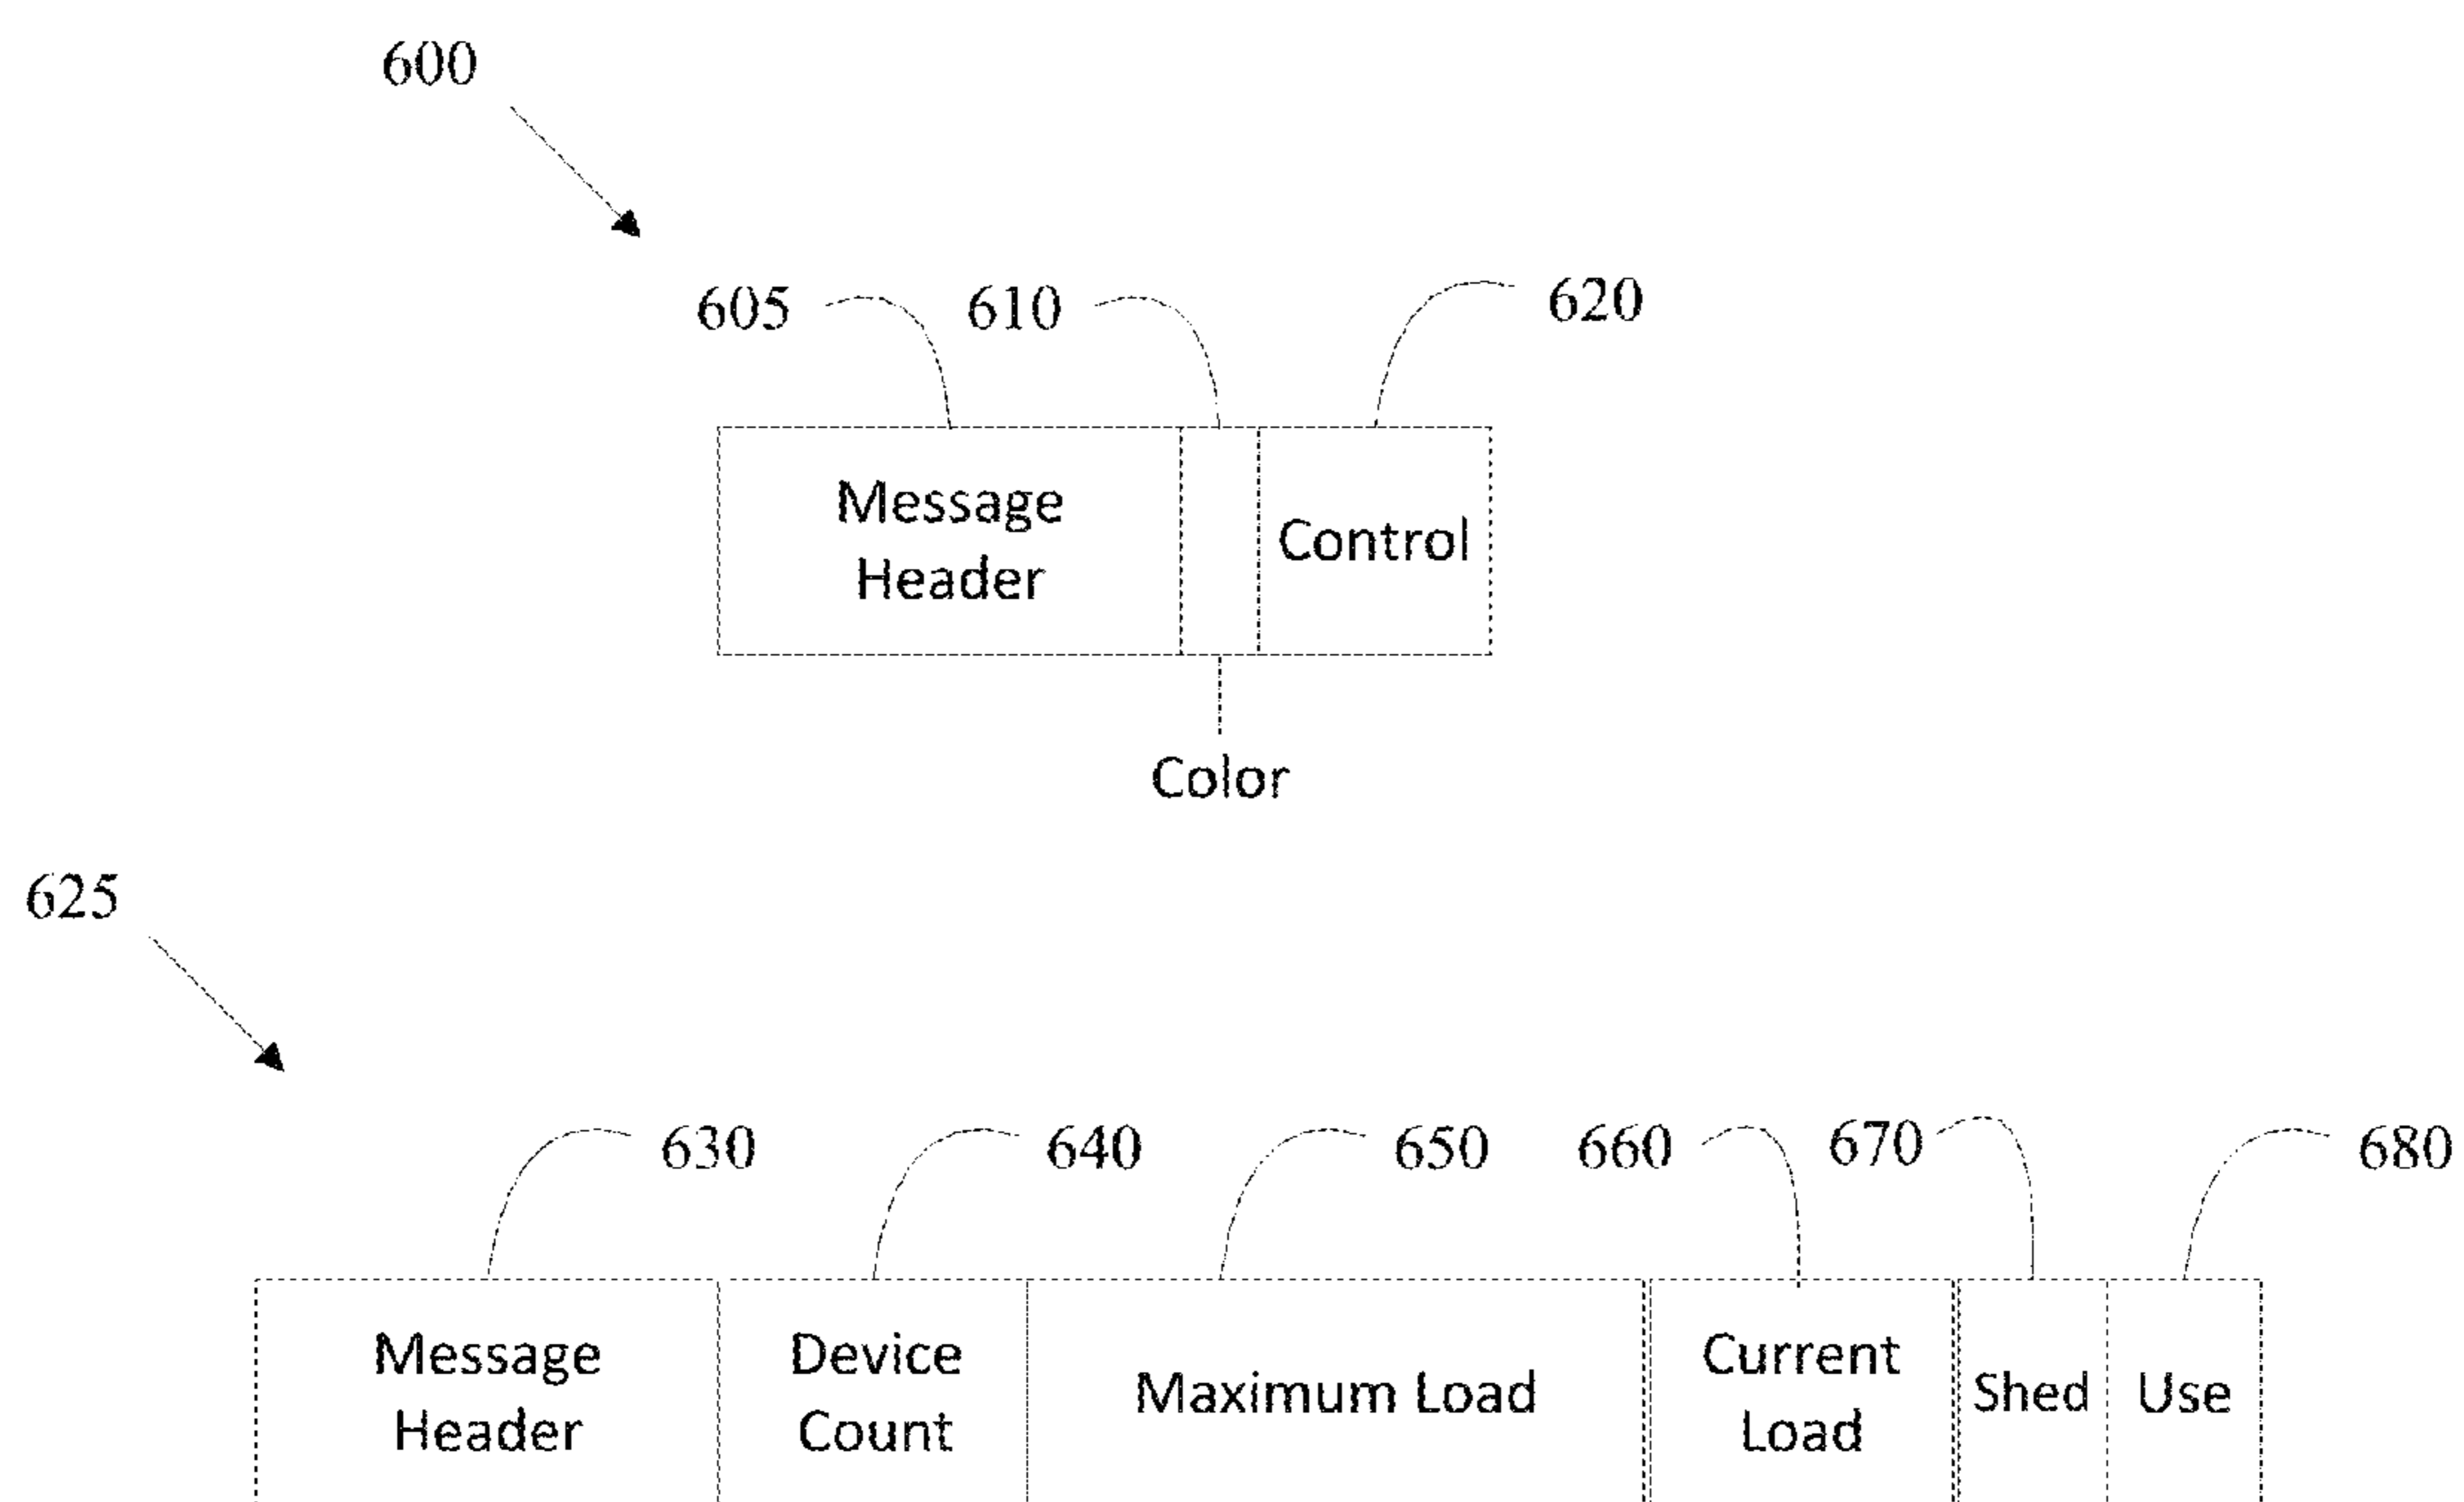 600
605
610
620
Message
Header
Control
Color
625
630
640
650
660
670
680
Message
Header
Device
Count
Maximum Load
Current
Load
Shed
Use